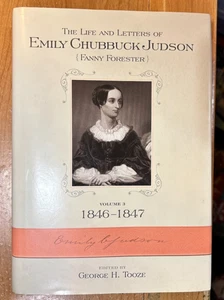 The Life and Letters of
Emily Chubbuck Judson
[Fanny Forester]
Volume 3
1846–1847
Emily C. Judson
Edited by
George H. Tooze